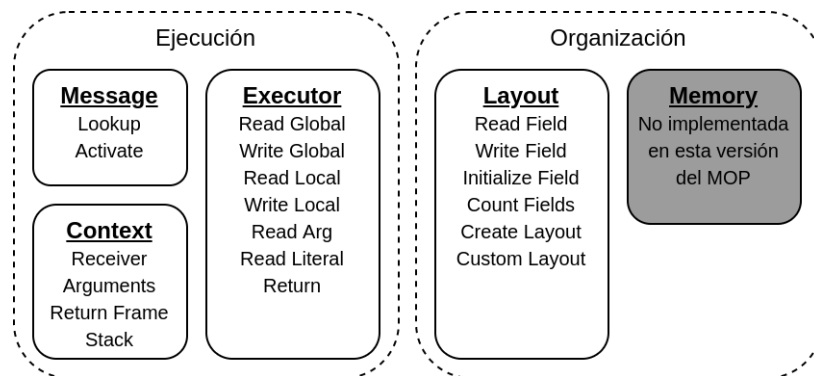 Ejecución
Message
Lookup
Activate
Context
Receiver
Arguments
Return Frame
Stack
Executor
Read Global
Write Global
Read Local
Write Local
Read Arg
Read Literal
Return
Organización
Layout
Read Field
Write Field
Initialize Field
Count Fields
Create Layout
Custom Layout
Memory
No implementada
en esta versión
del MOP